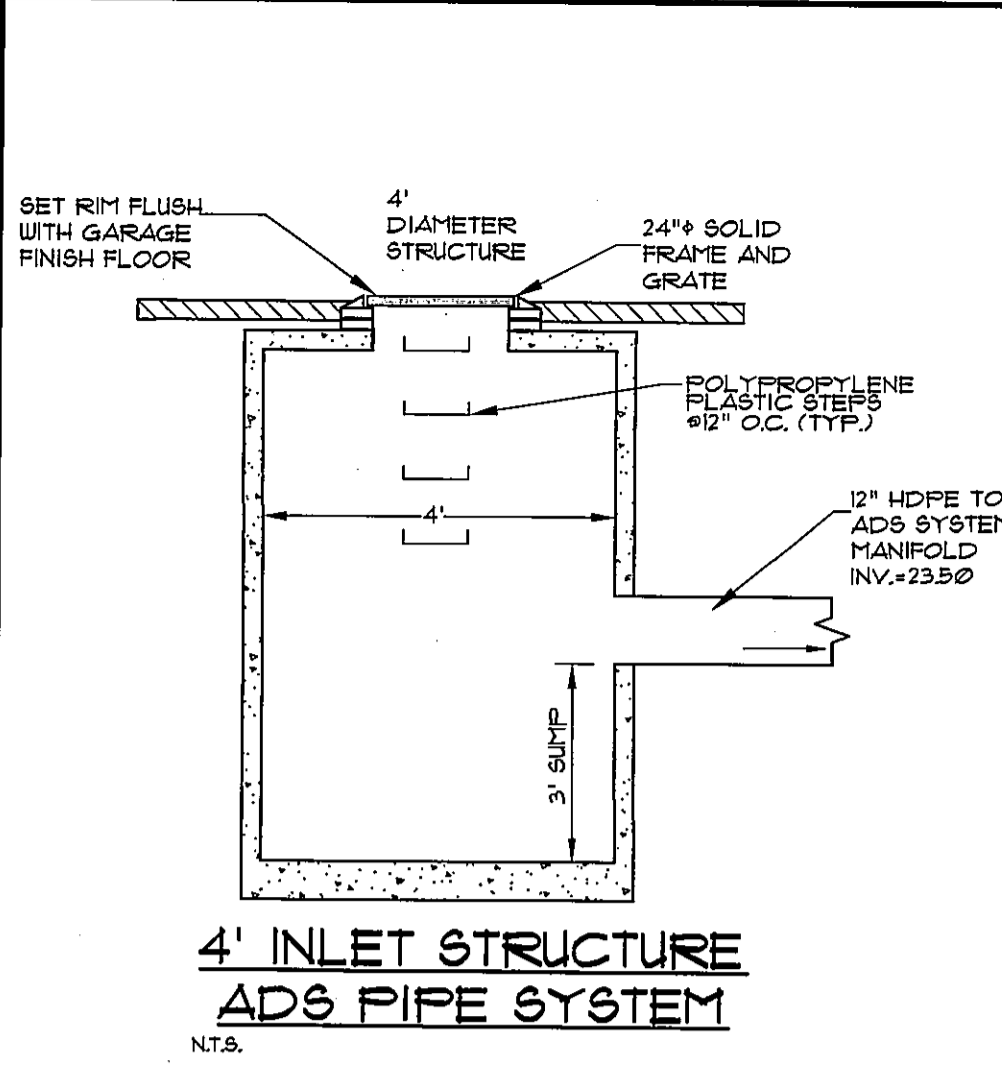 SET RIM FLUSH
WITH GARAGE
FINISH FLOOR
4'
DIAMETER
STRUCTURE
24"⌀ SOLID
FRAME AND
GRATE
POLYPROPYLENE
PLASTIC STEPS
@12" O.C. (TYP.)
4'
12" HDPE TO
ADS SYSTEM
MANIFOLD
INV.=23.50
3' SUMP
4' INLET STRUCTURE
ADS PIPE SYSTEM
N.T.S.